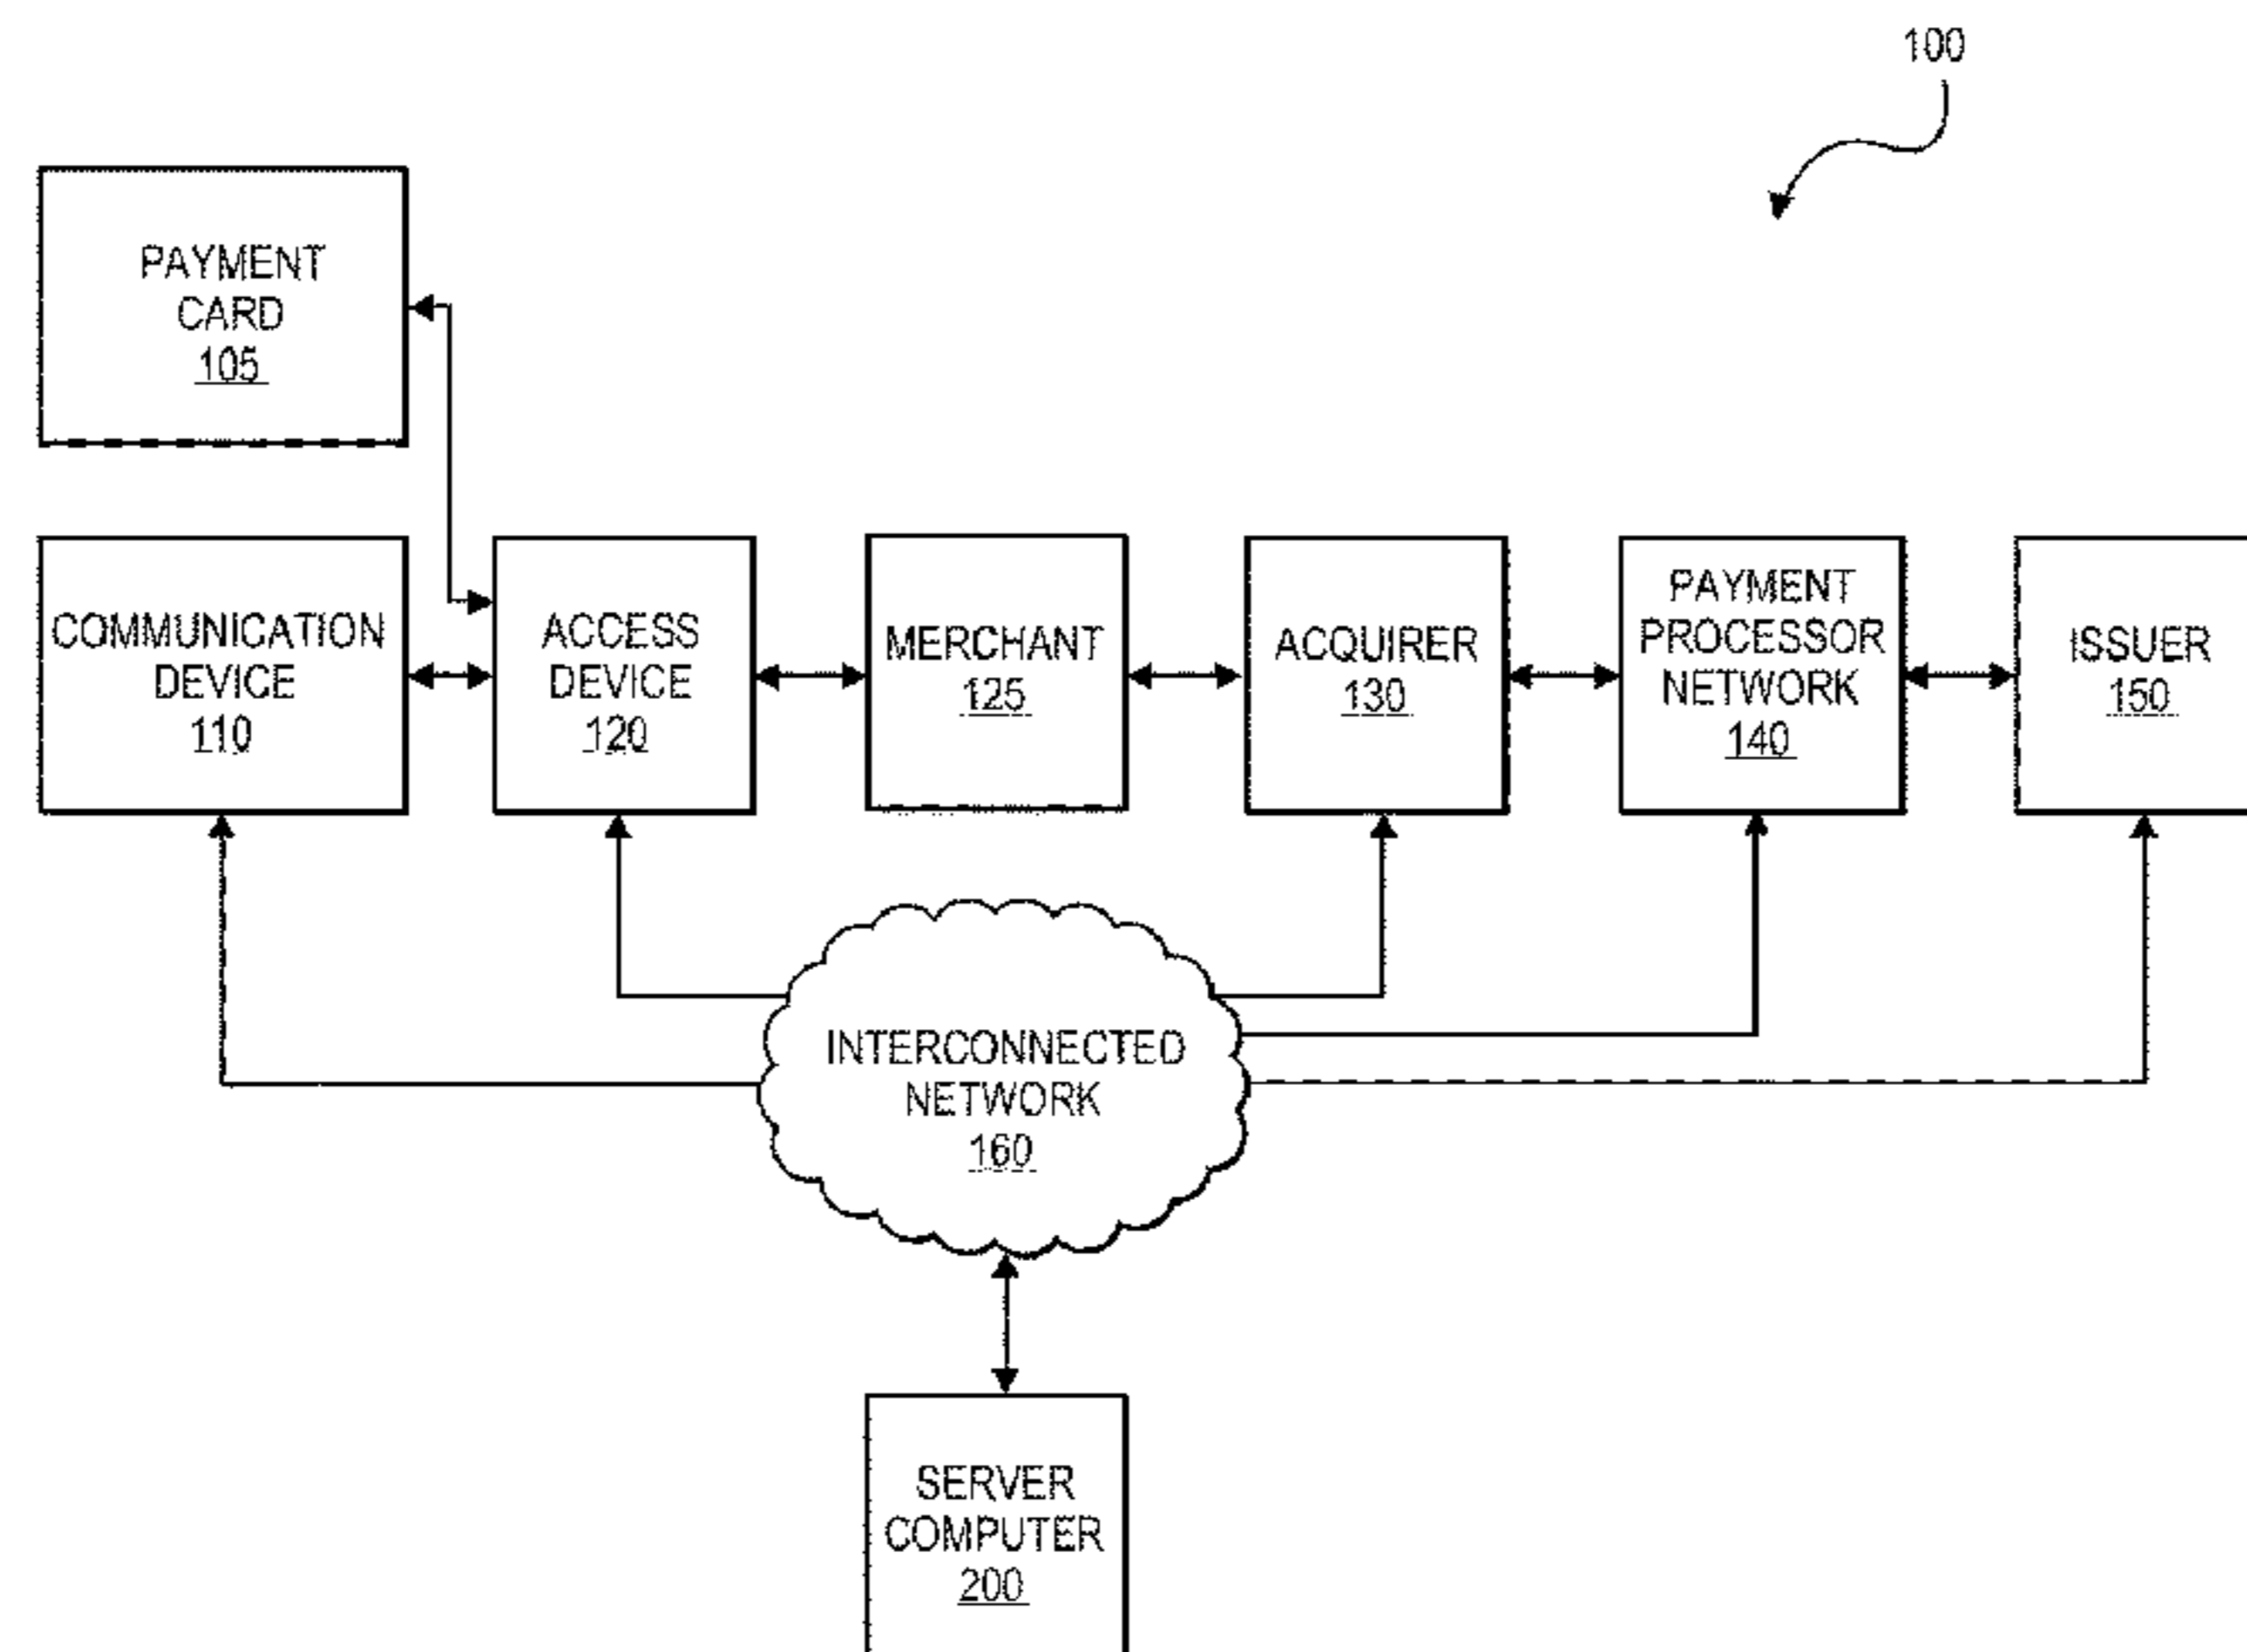 100
PAYMENT
CARD
105
COMMUNICATION
DEVICE
110
ACCESS
DEVICE
120
MERCHANT
125
ACQUIRER
130
PAYMENT
PROCESSOR
NETWORK
140
ISSUER
150
INTERCONNECTED
NETWORK
160
SERVER
COMPUTER
200